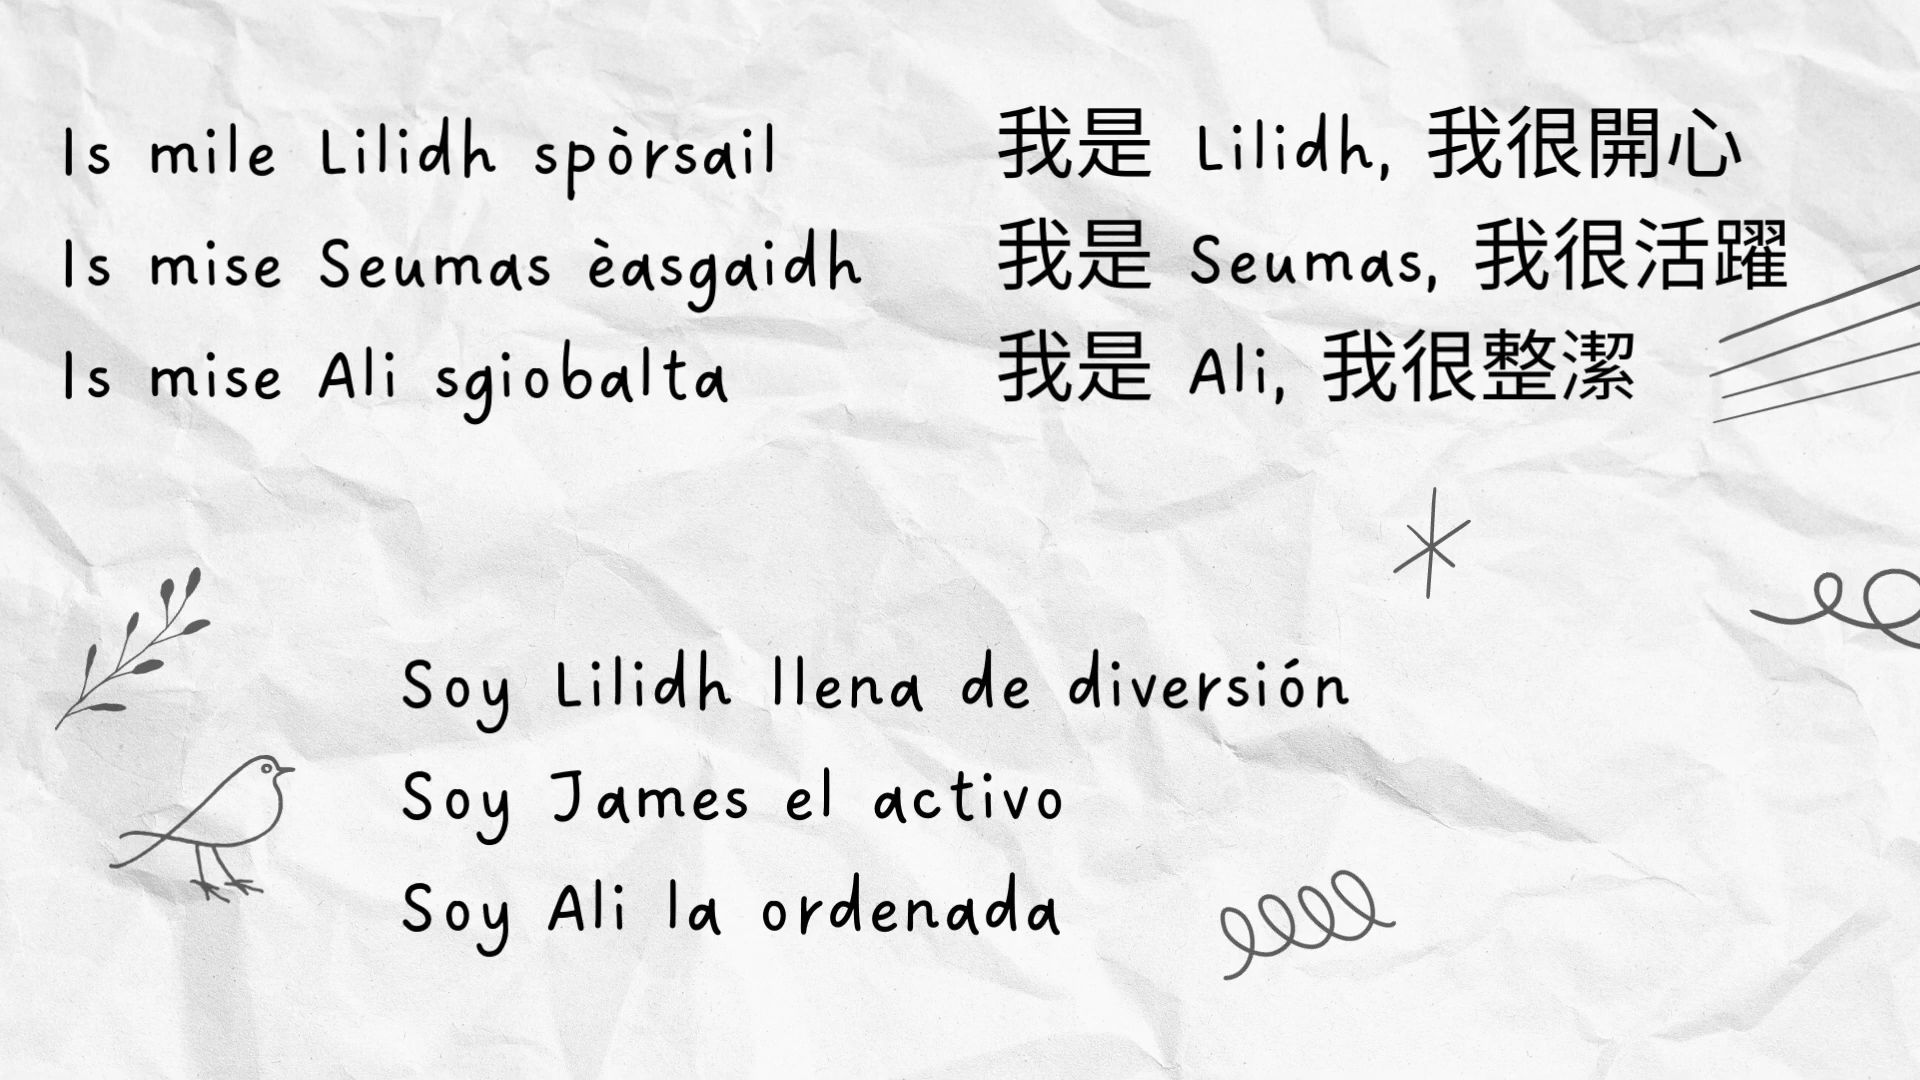 Is mile Lilidh spòrsail
Is mise Seumas èasgaidh
Is mise Ali sgiobalta
我是 Lilidh, 我很開心
我是 Seumas, 我很活躍
我是 Ali, 我很整潔
Soy Lilidh llena de diversión
Soy James el activo
Soy Ali la ordenada